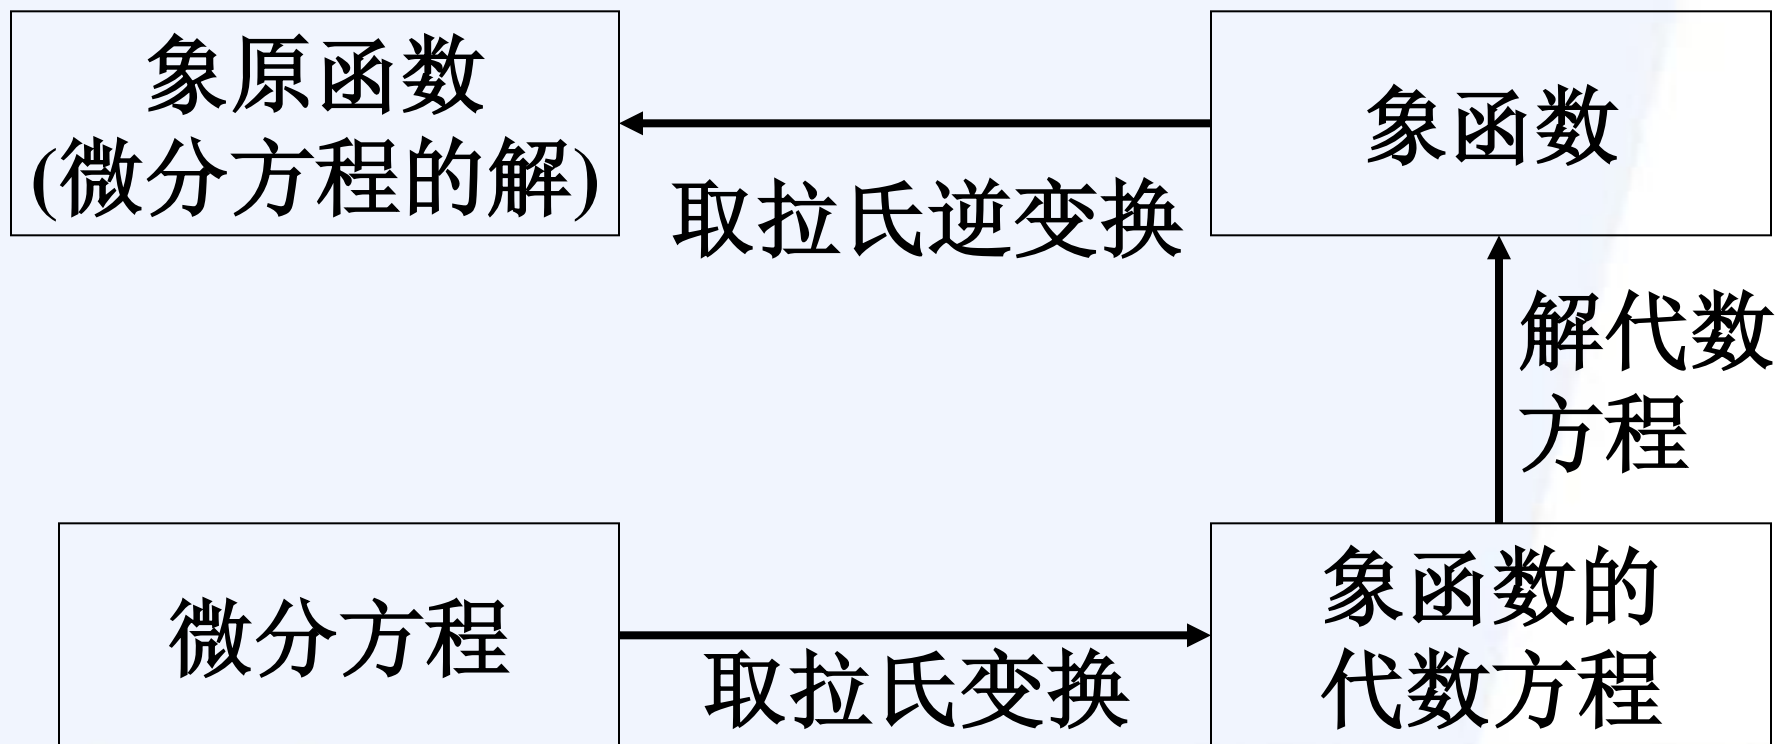 象原函数
(微分方程的解)
象函数
取拉氏逆变换
解代数
方程
微分方程
取拉氏变换
象函数的
代数方程